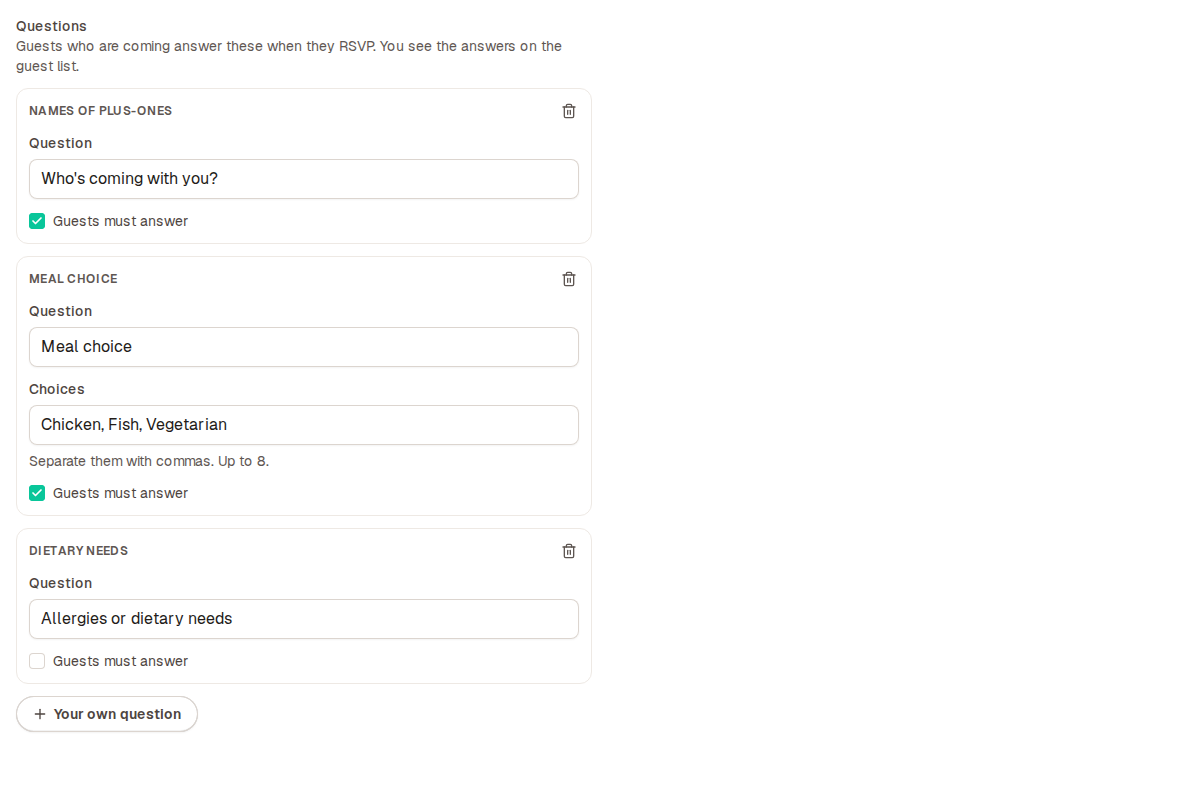 Questions
Guests who are coming answer these when they RSVP. You see the answers on the
guest list.
NAMES OF PLUS-ONES
Question
Who's coming with you?
Guests must answer
MEAL CHOICE
Question
Meal choice
Choices
Chicken, Fish, Vegetarian
Separate them with commas. Up to 8.
Guests must answer
DIETARY NEEDS
Question
Allergies or dietary needs
Guests must answer
Your own question